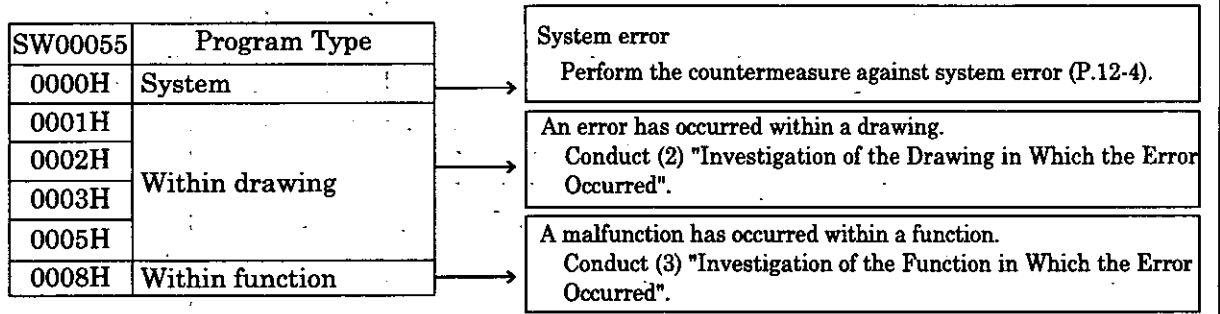 SW00055 Program Type
0000H System
0001H
0002H
Within drawing
0003H
0005H
0008H Within function
System error
Perform the countermeasure against system error (P.12-4).
An error has occurred within a drawing.
Conduct (2) "Investigation of the Drawing in Which the Error
Occurred".
A malfunction has occurred within a function.
Conduct (3) "Investigation of the Function in Which the Error
Occurred".